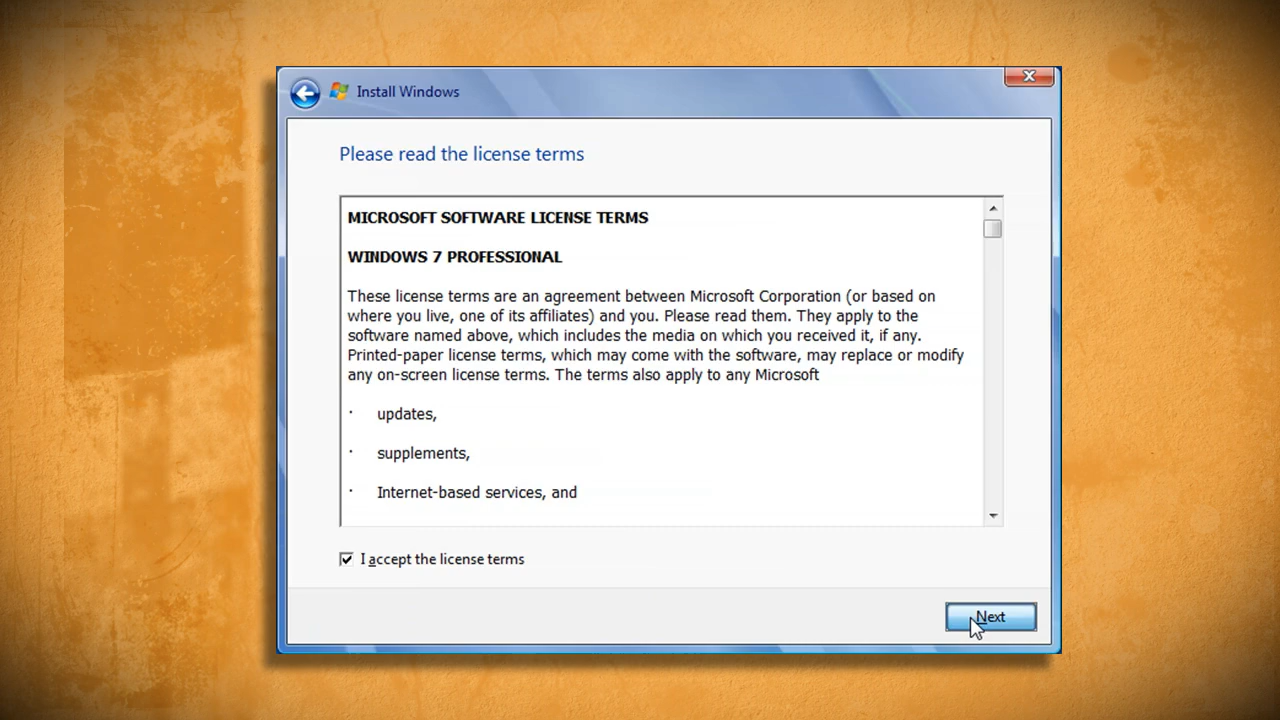 Install Windows
Please read the license terms
MICROSOFT SOFTWARE LICENSE TERMS
WINDOWS 7 PROFESSIONAL
These license terms are an agreement between Microsoft Corporation (or based on
where you live, one of its affiliates) and you. Please read them. They apply to the
software named above, which includes the media on which you received it, if any.
Printed-paper license terms, which may come with the software, may replace or modify
any on-screen license terms. The terms also apply to any Microsoft
· updates,
· supplements,
· Internet-based services, and
I accept the license terms
Next